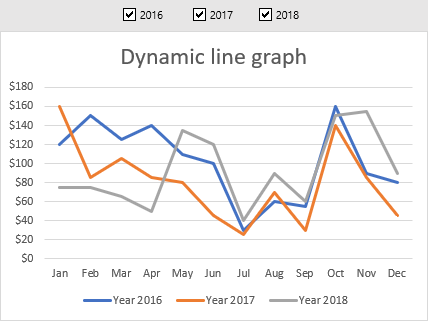 2016 2017 2018
Dynamic line graph
$180
$160
$140
$120
$100
$80
$60
$40
$20
$0
Jan Feb Mar Apr May Jun Jul Aug Sep Oct Nov Dec
Year 2016 Year 2017 Year 2018